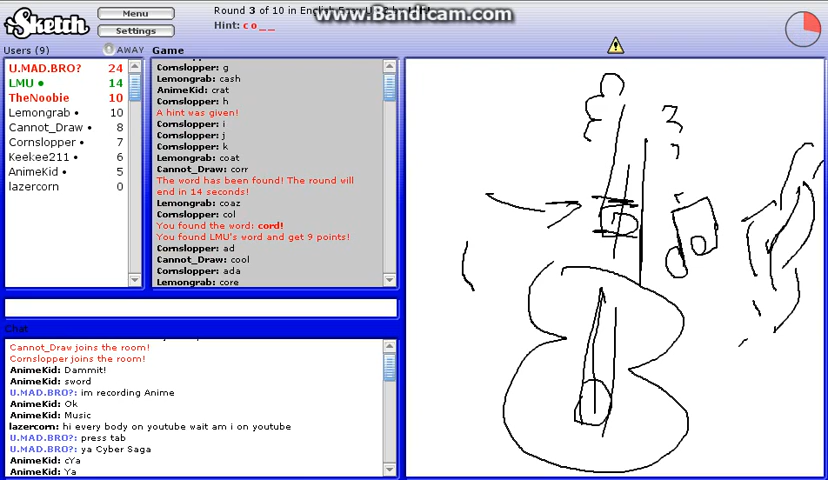 iSketch
Menu
Settings
Round 3 of 10 in English
www.Bandicam.com
Hint: co__
Users (9)
AWAY
Game
U.MAD.BRO? 24
LMU • 14
TheNoobie 10
Lemongrab • 10
Cannot_Draw • 8
Cornslopper • 7
Keekee211 • 6
AnimeKid • 5
lazercorn 0
Cornslopper: g
Lemongrab: cash
AnimeKid: crat
Cornslopper: h
A hint was given!
Cornslopper: i
Cornslopper: j
Cornslopper: k
Lemongrab: coat
Cannot_Draw: corr
The word has been found! The round will
end in 14 seconds!
Lemongrab: coaz
Cornslopper: col
You found the word: cord!
You found LMU's word and get 9 points!
Cornslopper: ad
Cannot_Draw: cool
Cornslopper: ada
Lemongrab: core
Chat
Cannot_Draw joins the room!
Cornslopper joins the room!
AnimeKid: Dammit!
AnimeKid: sword
U.MAD.BRO?: im recording Anime
AnimeKid: Ok
AnimeKid: Music
lazercorn: hi every body on youtube wait am i on youtube
U.MAD.BRO?: press tab
U.MAD.BRO?: ya Cyber Saga
AnimeKid: cYa
AnimeKid: Ya